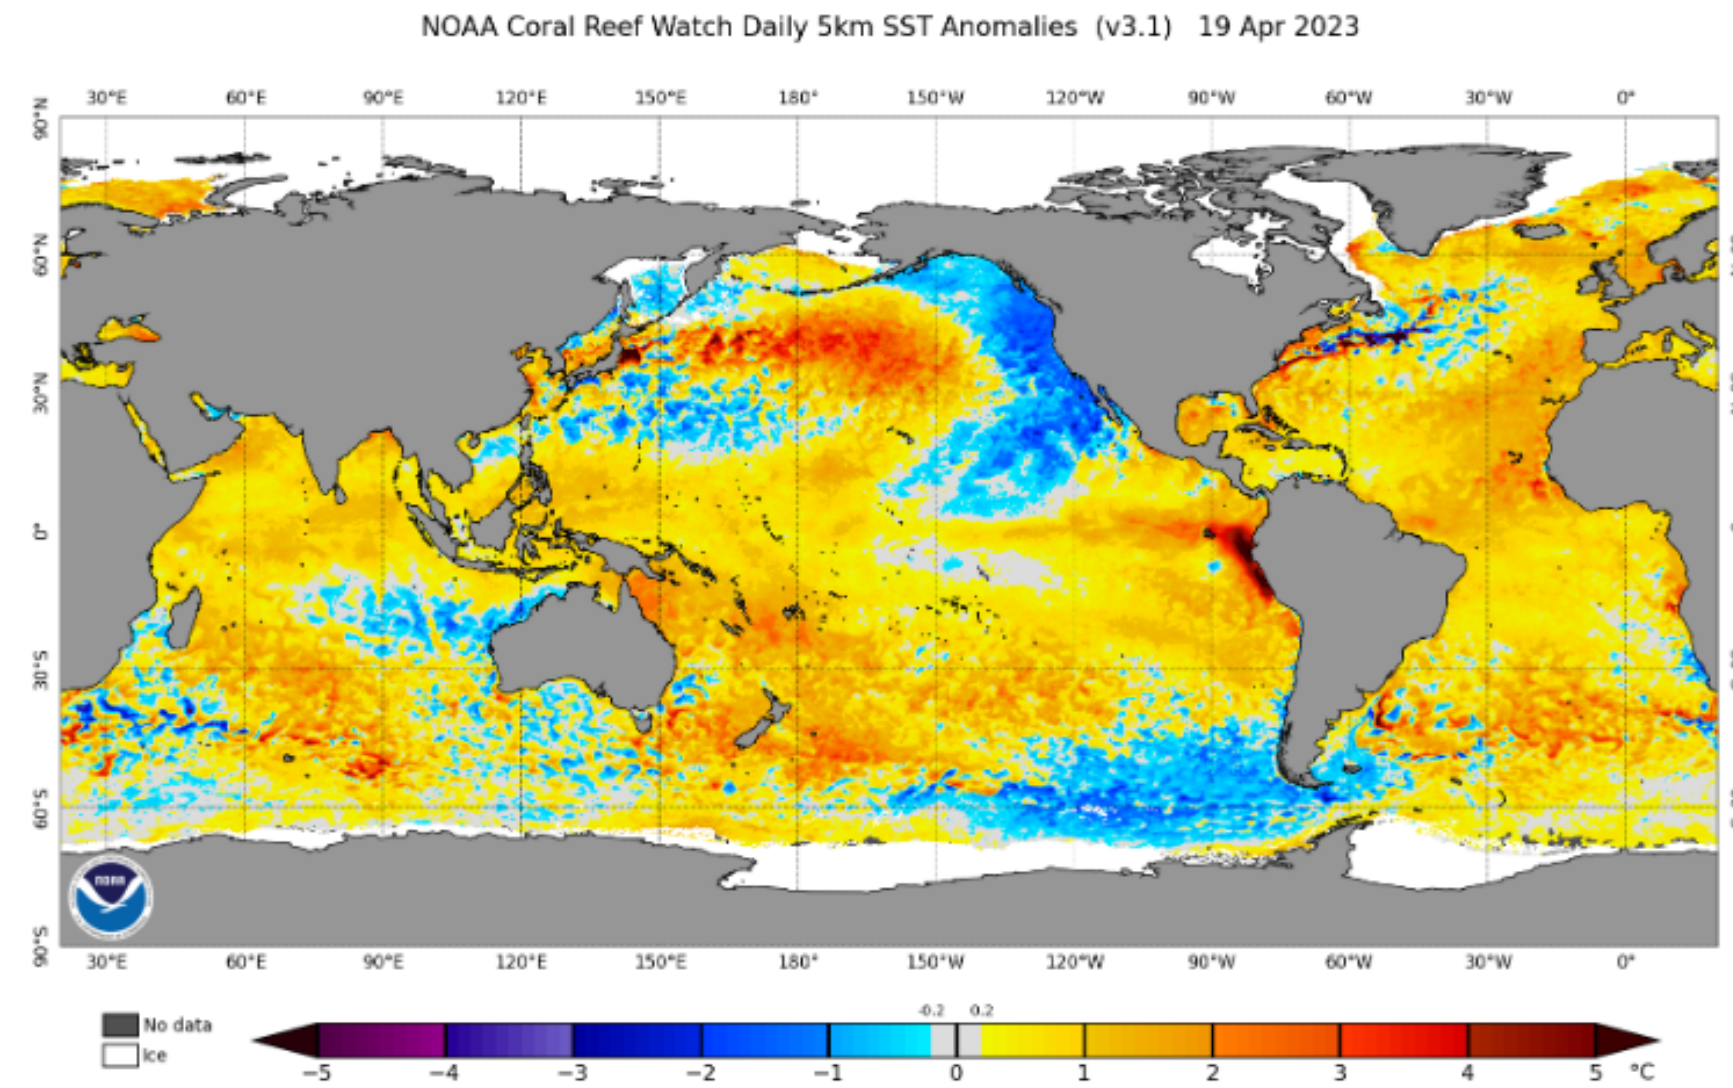 NOAA Coral Reef Watch Daily 5km SST Anomalies (v3.1) 19 Apr 2023
30°E 60°E 90°E 120°E 150°E 180° 150°W 120°W 90°W 60°W 30°W 0°
90°N
60°N
30°N
0°
30°S
60°S
90°S
NOAA
30°E 60°E 90°E 120°E 150°E 180° 150°W 120°W 90°W 60°W 30°W 0°
-0.2 0.2
No data
Ice
−5 −4 −3 −2 −1 0 1 2 3 4 5 °C